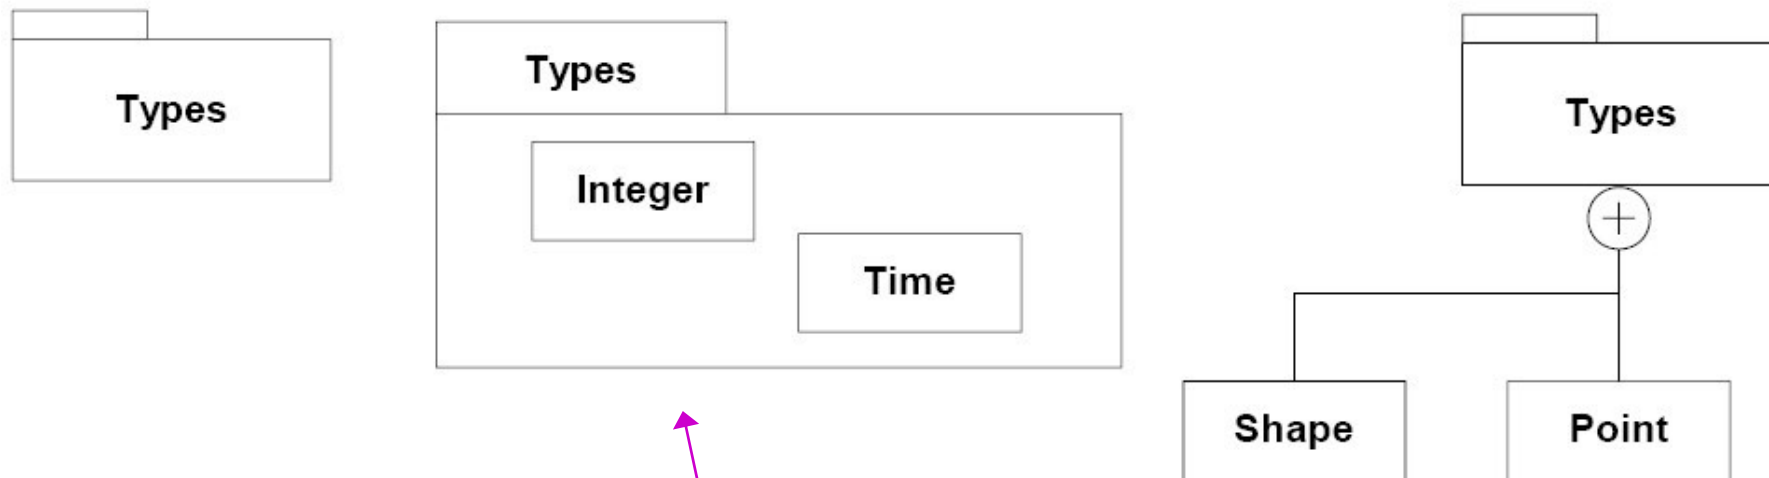 Types
Types
Integer
Time
Types
Shape
Point